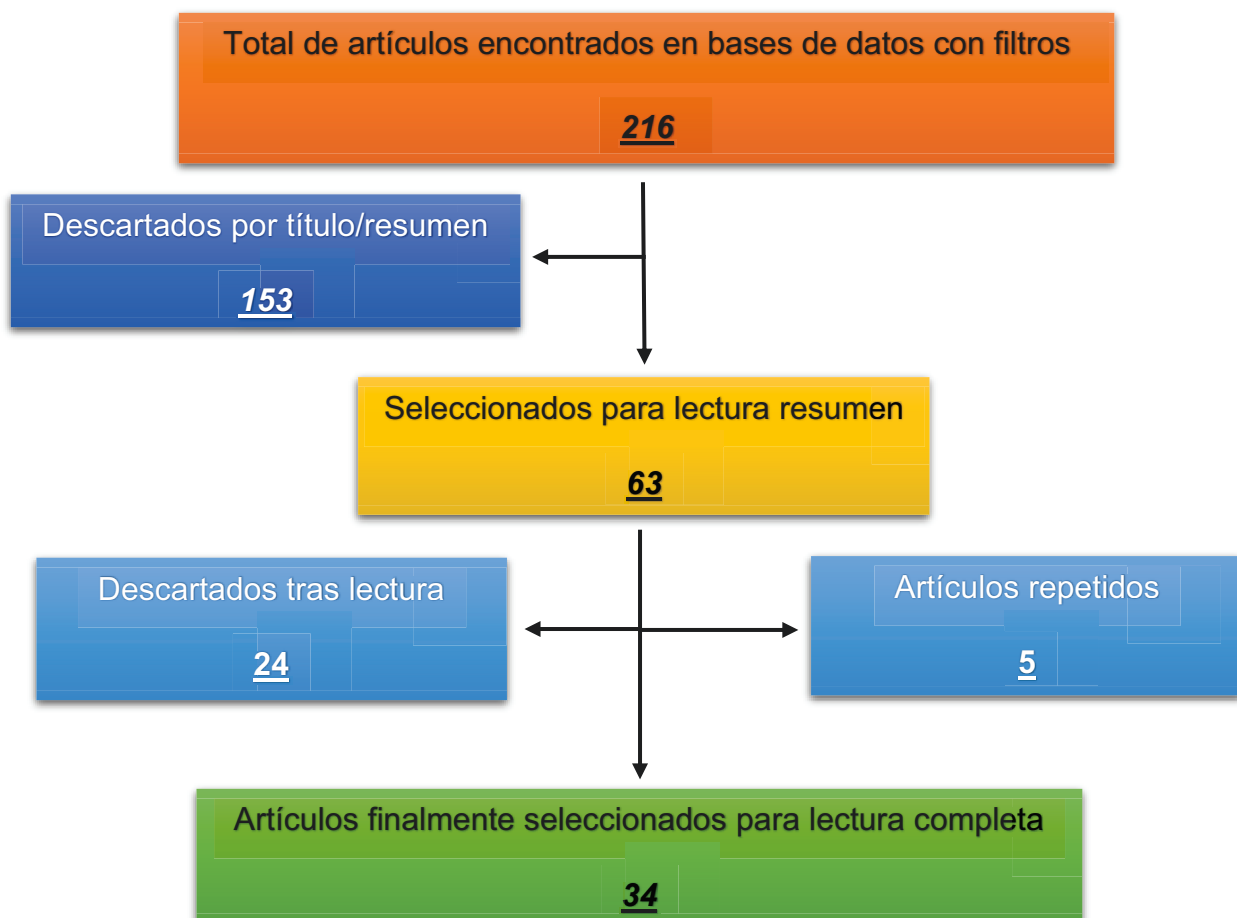 Total de artículos encontrados en bases de datos con filtros
216
Descartados por título/resumen
153
Seleccionados para lectura resumen
63
Descartados tras lectura
24
Artículos repetidos
5
Artículos finalmente seleccionados para lectura completa
34